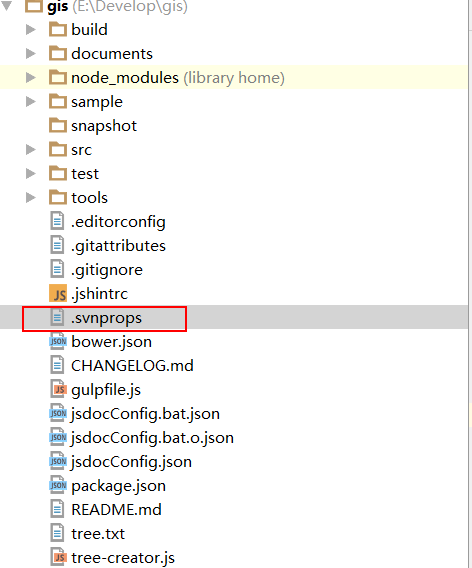 gis (E:\Develop\gis)
build
documents
node_modules (library home)
sample
snapshot
src
test
tools
.editorconfig
.gitattributes
.gitignore
JS .jshintrc
.svnprops
JSON bower.json
CHANGELOG.md
JS gulpfile.js
JSON jsdocConfig.bat.json
JSON jsdocConfig.bat.o.json
JSON jsdocConfig.json
JSON package.json
README.md
tree.txt
JS tree-creator.js